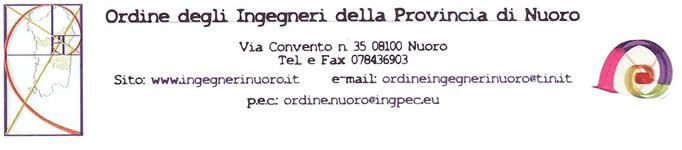 Ordine degli Ingegneri della Provincia di Nuoro
Via Convento n. 35 08100 Nuoro
Tel e Fax 078436903
Sito: www.ingegnerinuoro.it e-mail: ordineingegnerinuoro@tin.it
p.e.c.: ordine.nuoro@ingpec.eu